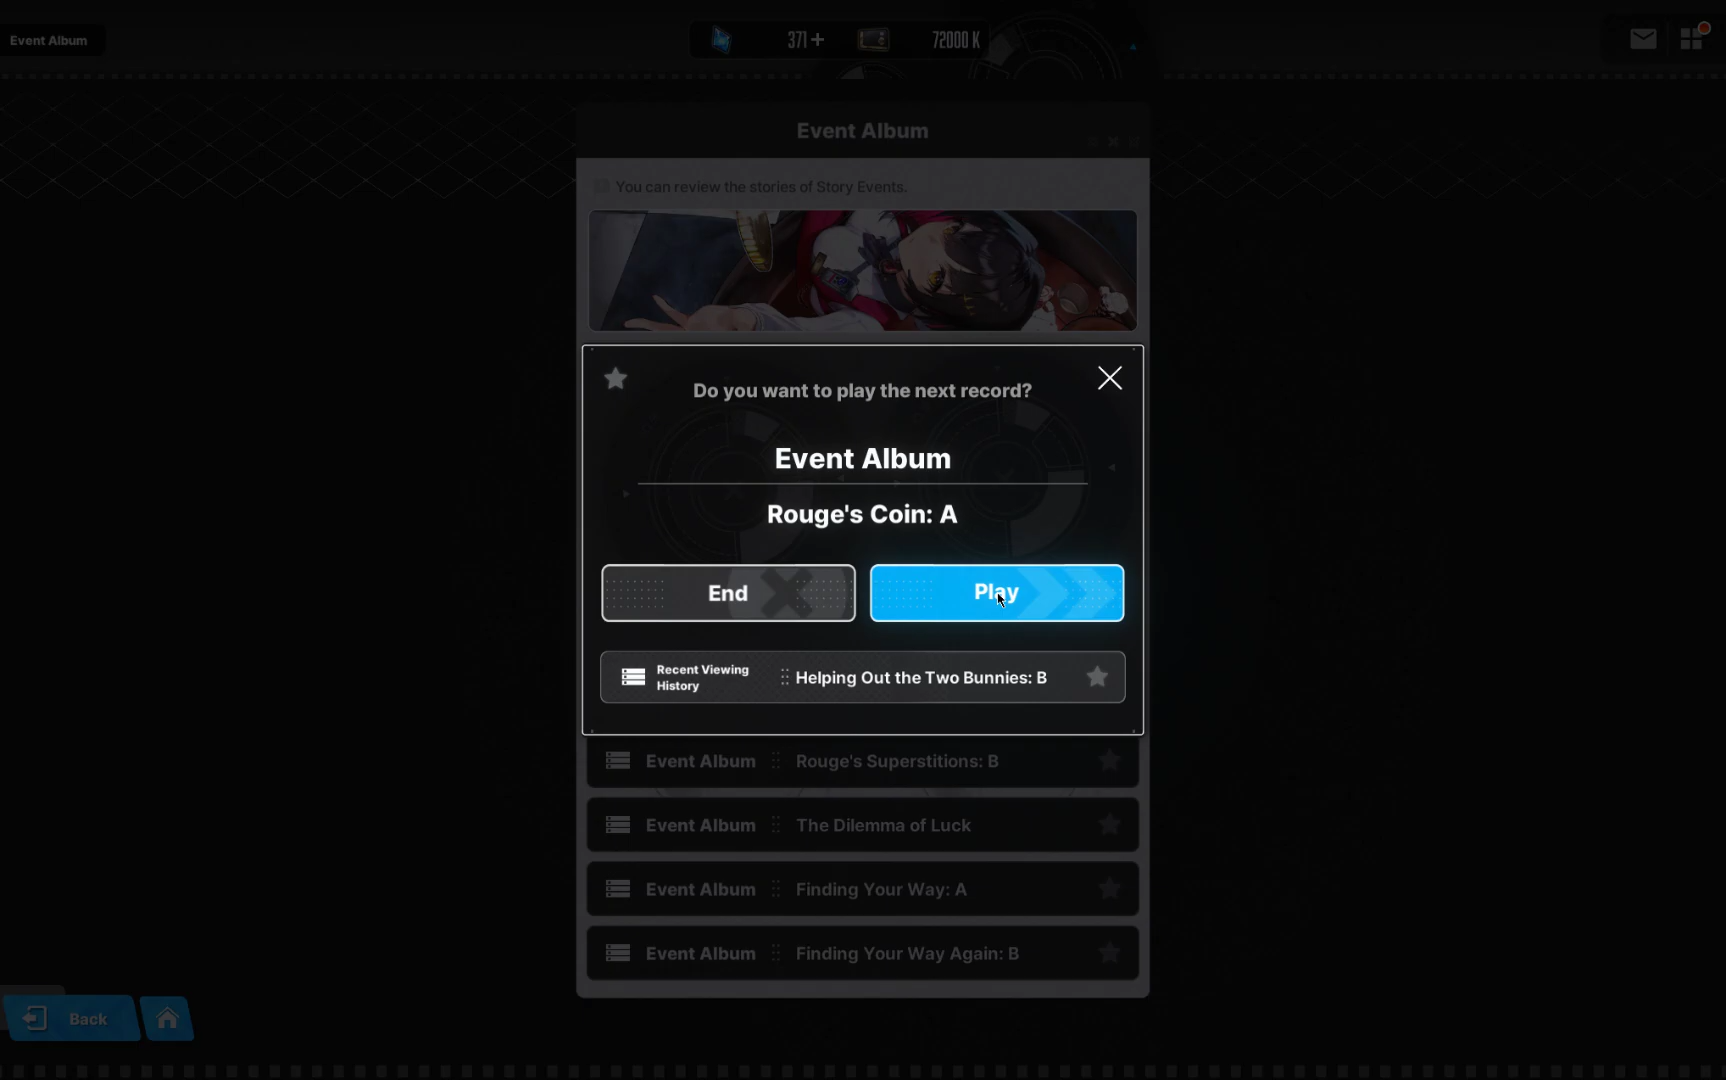 Event Album
371+
72000 K
Event Album
You can review the stories of Story Events.
Do you want to play the next record?
Event Album
Rouge's Coin: A
End
Play
Recent Viewing
History
Helping Out the Two Bunnies: B
Event Album
Rouge's Superstitions: B
Event Album
The Dilemma of Luck
Event Album
Finding Your Way: A
Event Album
Finding Your Way Again: B
Back